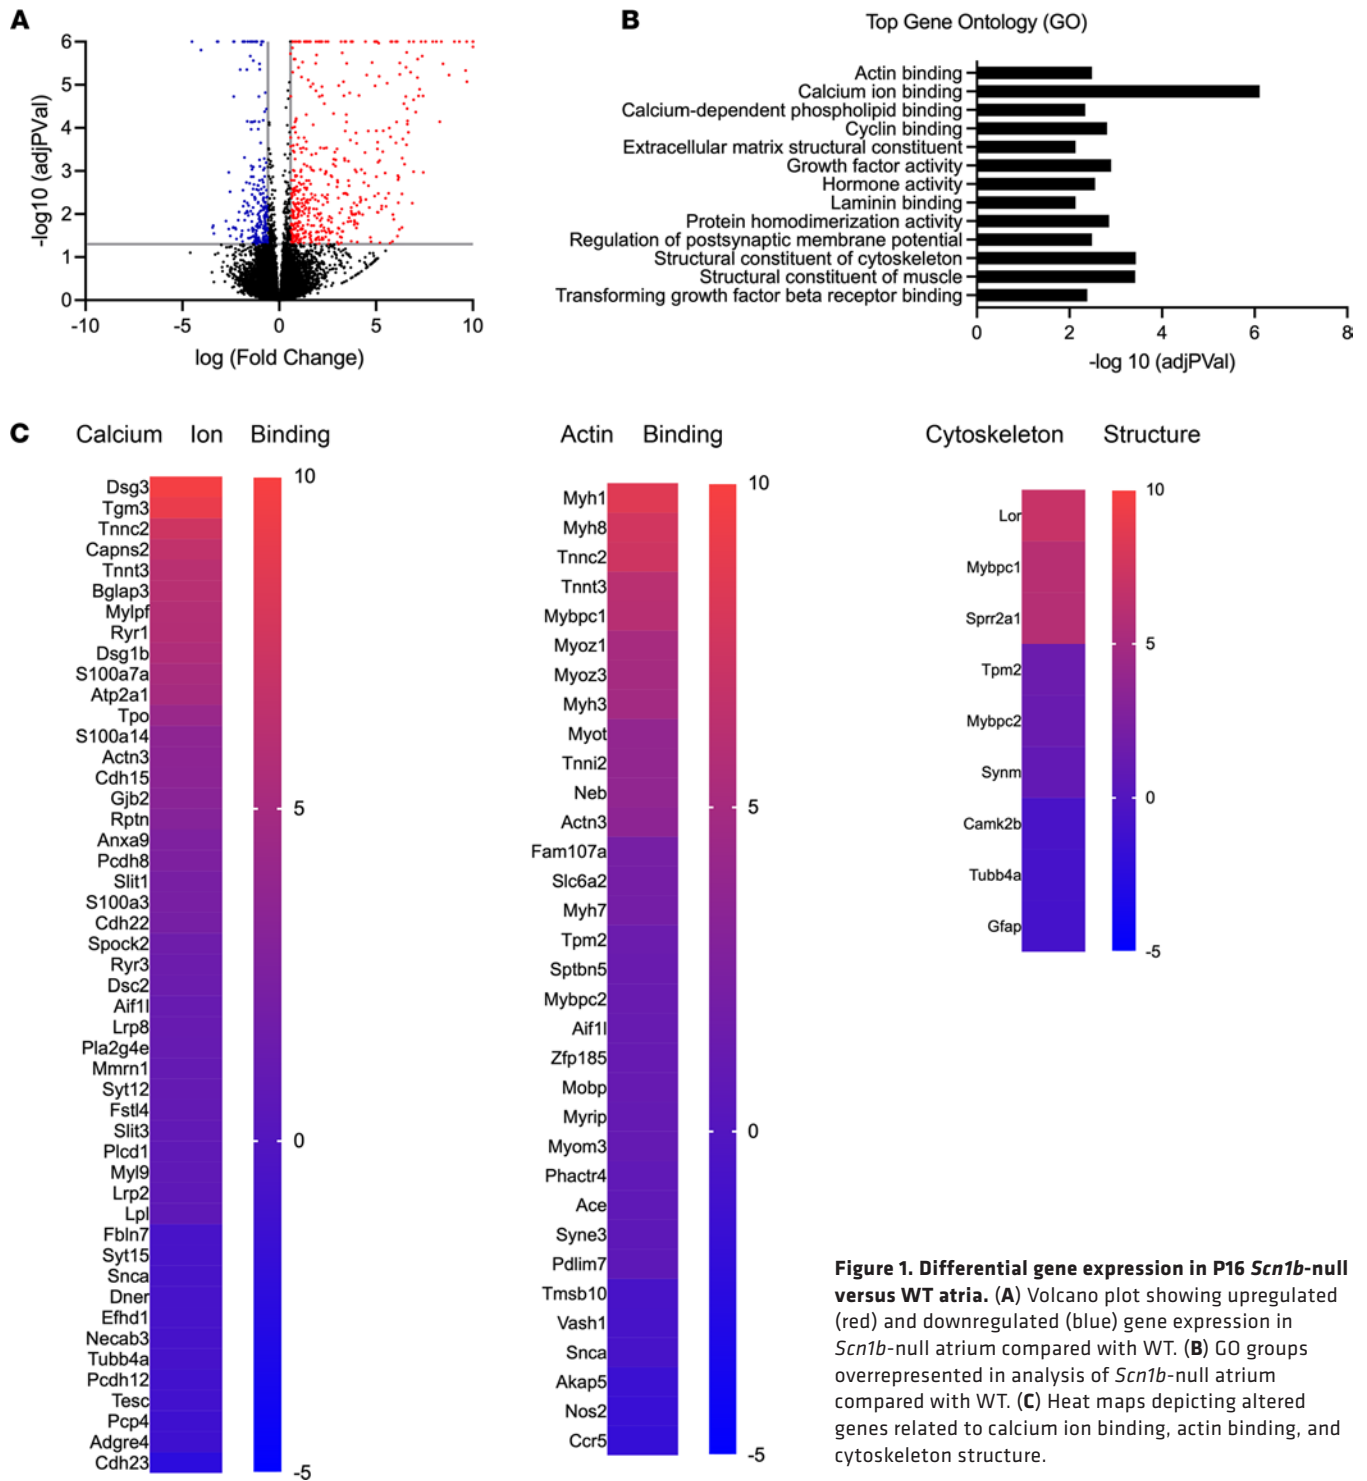 A
6
5
4
3
2
1
0
-10
-5
0
5
10
-log10 (adjPVal)
log (Fold Change)
B
Top Gene Ontology (GO)
Actin binding
Calcium ion binding
Calcium-dependent phospholipid binding
Cyclin binding
Extracellular matrix structural constituent
Growth factor activity
Hormone activity
Laminin binding
Protein homodimerization activity
Regulation of postsynaptic membrane potential
Structural constituent of cytoskeleton
Structural constituent of muscle
Transforming growth factor beta receptor binding
0
2
4
6
8
-log 10 (adjPVal)
C
Calcium Ion Binding
Dsg3
Tgm3
Tnnc2
Capns2
Tnnt3
Bglap3
Mylpf
Ryr1
Dsg1b
S100a7a
Atp2a1
Tpo
S100a14
Actn3
Cdh15
Gjb2
Rptn
Anxa9
Pcdh8
Slit1
S100a3
Cdh22
Spock2
Ryr3
Dsc2
Aif1l
Lrp8
Pla2g4e
Mmrn1
Syt12
Fstl4
Slit3
Plcd1
Myl9
Lrp2
Lpl
Fbln7
Syt15
Snca
Dner
Efhd1
Necab3
Tubb4a
Pcdh12
Tesc
Pcp4
Adgre4
Cdh23
10
5
0
-5
Actin Binding
Myh1
Myh8
Tnnc2
Tnnt3
Mybpc1
Myoz1
Myoz3
Myh3
Myot
Tnni2
Neb
Actn3
Fam107a
Slc6a2
Myh7
Tpm2
Sptbn5
Mybpc2
Aif1l
Zfp185
Mobp
Myrip
Myom3
Phactr4
Ace
Syne3
Pdlim7
Tmsb10
Vash1
Snca
Akap5
Nos2
Ccr5
10
5
0
-5
Cytoskeleton Structure
Lor
Mybpc1
Sprr2a1
Tpm2
Mybpc2
Synm
Camk2b
Tubb4a
Gfap
10
5
0
-5
Figure 1. Differential gene expression in P16 Scn1b-null
versus WT atria. (A) Volcano plot showing upregulated
(red) and downregulated (blue) gene expression in
Scn1b-null atrium compared with WT. (B) GO groups
overrepresented in analysis of Scn1b-null atrium
compared with WT. (C) Heat maps depicting altered
genes related to calcium ion binding, actin binding, and
cytoskeleton structure.